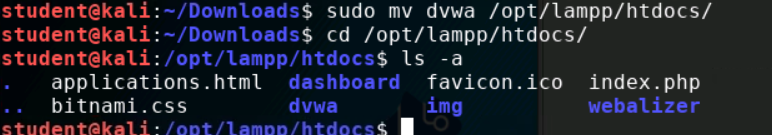 student@kali:~/Downloads$ sudo mv dvwa /opt/lampp/htdocs/
student@kali:~/Downloads$ cd /opt/lampp/htdocs/
student@kali:/opt/lampp/htdocs$ ls -a
.   applications.html  dashboard  favicon.ico  index.php
..  bitnami.css        dvwa       img          webalizer
student@kali:/opt/lampp/htdocs$